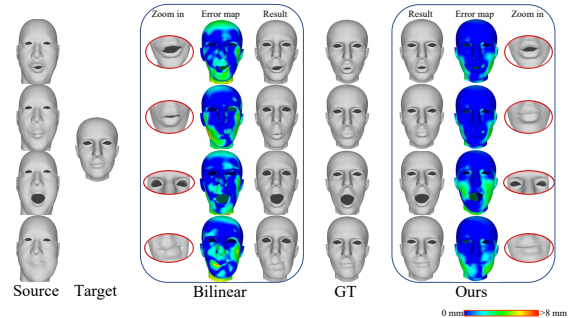 Zoom in Error map Result Result Error map Zoom in
Source Target Bilinear GT Ours
0 mm >8 mm